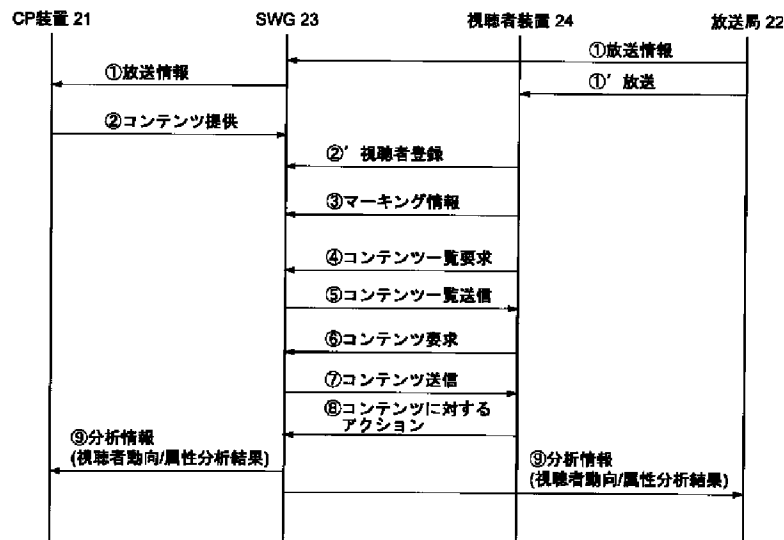 CP装置 21
SWG 23
視聴者装置 24
放送局 22
①放送情報
①放送情報
①’放送
②コンテンツ提供
②’視聴者登録
③マーキング情報
④コンテンツ一覧要求
⑤コンテンツ一覧送信
⑥コンテンツ要求
⑦コンテンツ送信
⑧コンテンツに対する
アクション
⑨分析情報
(視聴者動向/属性分析結果)
⑨分析情報
(視聴者動向/属性分析結果)